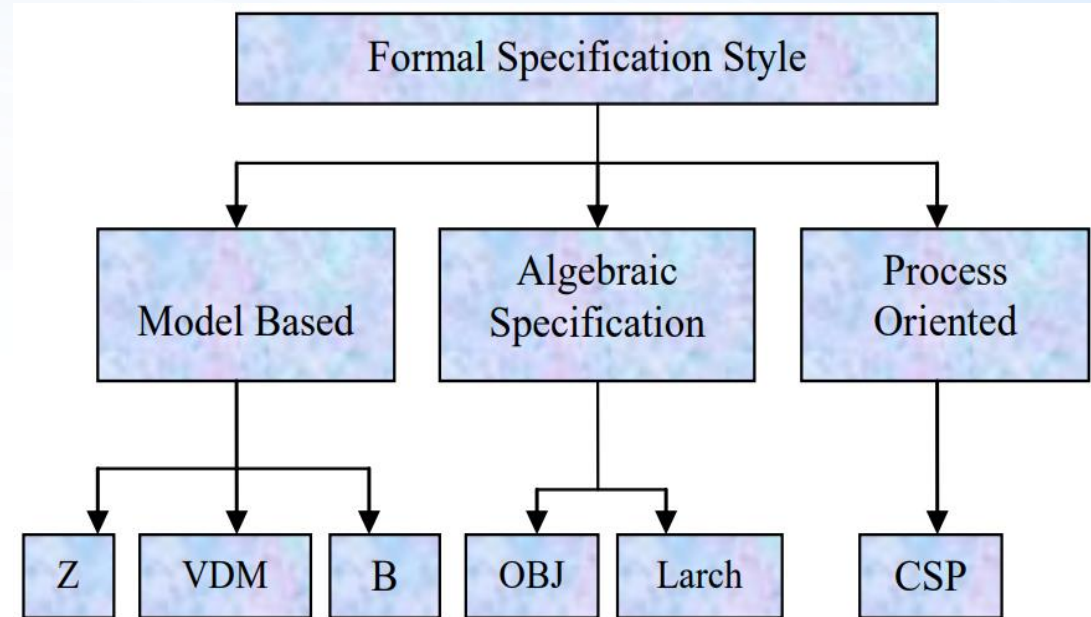 Formal Specification Style
Model Based
Algebraic
Specification
Process
Oriented
Z
VDM
B
OBJ
Larch
CSP